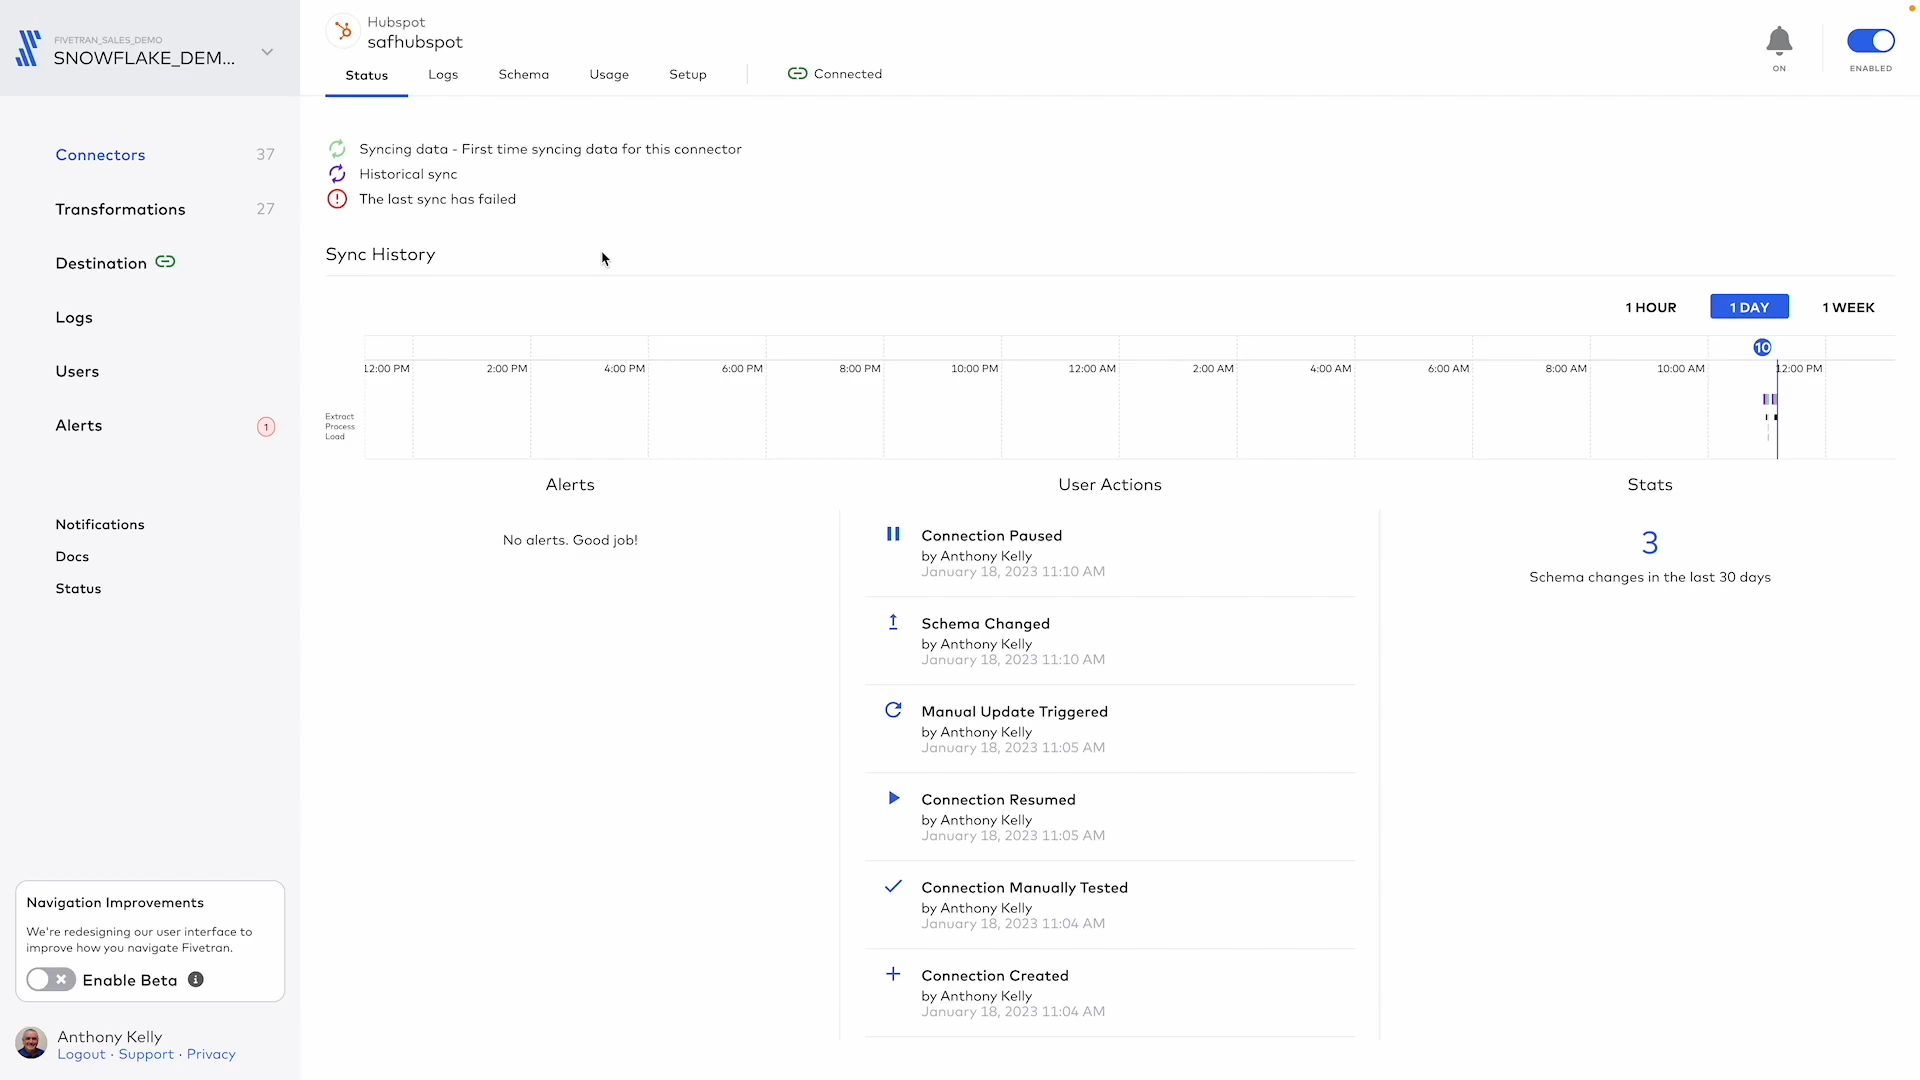 FIVETRAN_SALES_DEMO
SNOWFLAKE_DEM...
Connectors 37
Transformations 27
Destination
Logs
Users
Alerts 1
Notifications
Docs
Status
Navigation Improvements
We're redesigning our user interface to
improve how you navigate Fivetran.
Enable Beta
Anthony Kelly
Logout · Support · Privacy
Hubspot
safhubspot
Status Logs Schema Usage Setup Connected
ON
ENABLED
Syncing data - First time syncing data for this connector
Historical sync
The last sync has failed
Sync History
1 HOUR 1 DAY 1 WEEK
10
12:00 PM 2:00 PM 4:00 PM 6:00 PM 8:00 PM 10:00 PM 12:00 AM 2:00 AM 4:00 AM 6:00 AM 8:00 AM 10:00 AM 12:00 PM
Extract
Process
Load
Alerts
No alerts. Good job!
User Actions
Connection Paused
by Anthony Kelly
January 18, 2023 11:10 AM
Schema Changed
by Anthony Kelly
January 18, 2023 11:10 AM
Manual Update Triggered
by Anthony Kelly
January 18, 2023 11:05 AM
Connection Resumed
by Anthony Kelly
January 18, 2023 11:05 AM
Connection Manually Tested
by Anthony Kelly
January 18, 2023 11:04 AM
Connection Created
by Anthony Kelly
January 18, 2023 11:04 AM
Stats
3
Schema changes in the last 30 days